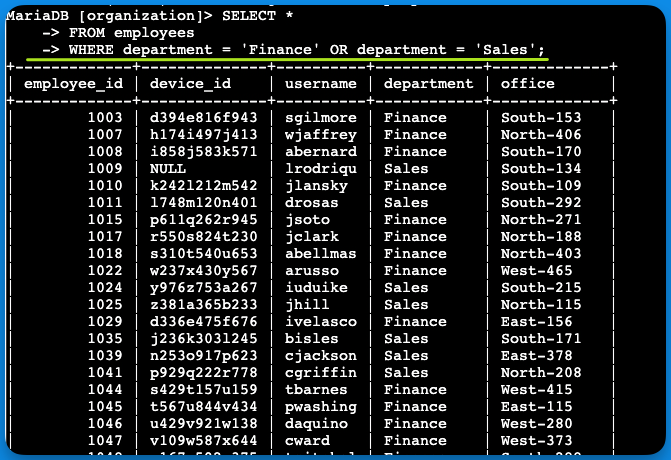 MariaDB [organization]> SELECT *
-> FROM employees
-> WHERE department = 'Finance' OR department = 'Sales';
+-------------+--------------+----------+------------+-------------+
| employee_id | device_id | username | department | office |
+-------------+--------------+----------+------------+-------------+
| 1003 | d394e816f943 | sgilmore | Finance | South-153 |
| 1007 | h174i497j413 | wjaffrey | Finance | North-406 |
| 1008 | i858j583k571 | abernard | Finance | South-170 |
| 1009 | NULL | lrodriqu | Sales | South-134 |
| 1010 | k242l212m542 | jlansky | Finance | South-109 |
| 1011 | l748m120n401 | drosas | Sales | South-292 |
| 1015 | p611q262r945 | jsoto | Finance | North-271 |
| 1017 | r550s824t230 | jclark | Finance | North-188 |
| 1018 | s310t540u653 | abellmas | Finance | North-403 |
| 1022 | w237x430y567 | arusso | Finance | West-465 |
| 1024 | y976z753a267 | iuduike | Sales | South-215 |
| 1025 | z381a365b233 | jhill | Sales | North-115 |
| 1029 | d336e475f676 | ivelasco | Finance | East-156 |
| 1035 | j236k303l245 | bisles | Sales | South-171 |
| 1039 | n253o917p623 | cjackson | Sales | East-378 |
| 1041 | p929q222r778 | cgriffin | Sales | North-208 |
| 1044 | s429t157u159 | tbarnes | Finance | West-415 |
| 1045 | t567u844v434 | pwashing | Finance | East-115 |
| 1046 | u429v921w138 | daquino | Finance | West-280 |
| 1047 | v109w587x644 | cward | Finance | West-373 |